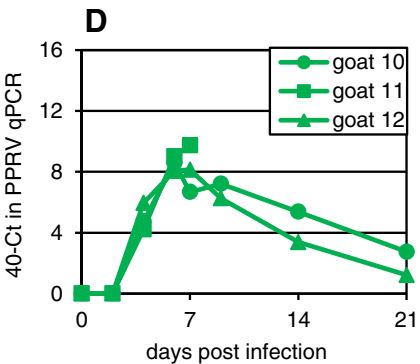 D
40-Ct in PPRV qPCR
16
12
8
4
0
goat 10
goat 11
goat 12
0 7 14 21
days post infection